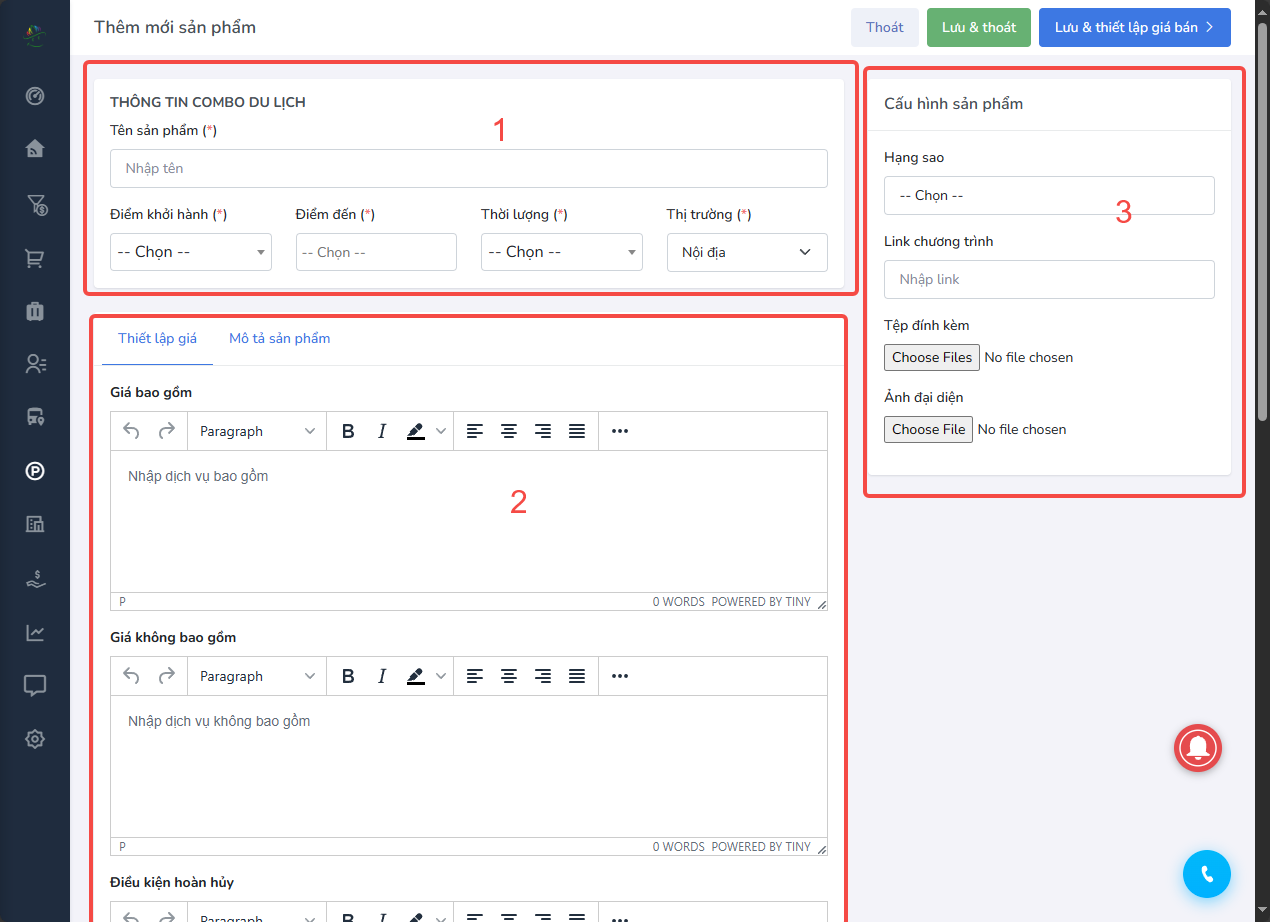 Thêm mới sản phẩm
Thoát
Lưu & thoát
Lưu & thiết lập giá bán
THÔNG TIN COMBO DU LỊCH
Tên sản phẩm (*)
1
Nhập tên
Điểm khởi hành (*)
Điểm đến (*)
Thời lượng (*)
Thị trường (*)
-- Chọn --
-- Chọn --
-- Chọn --
Nội địa
Thiết lập giá
Mô tả sản phẩm
Giá bao gồm
Paragraph
B I
Nhập dịch vụ bao gồm
2
P
0 WORDS POWERED BY TINY
Giá không bao gồm
Paragraph
B I
Nhập dịch vụ không bao gồm
P
0 WORDS POWERED BY TINY
Điều kiện hoàn hủy
Paragraph
B I
Cấu hình sản phẩm
Hạng sao
-- Chọn --
3
Link chương trình
Nhập link
Tệp đính kèm
Choose Files No file chosen
Ảnh đại diện
Choose File No file chosen